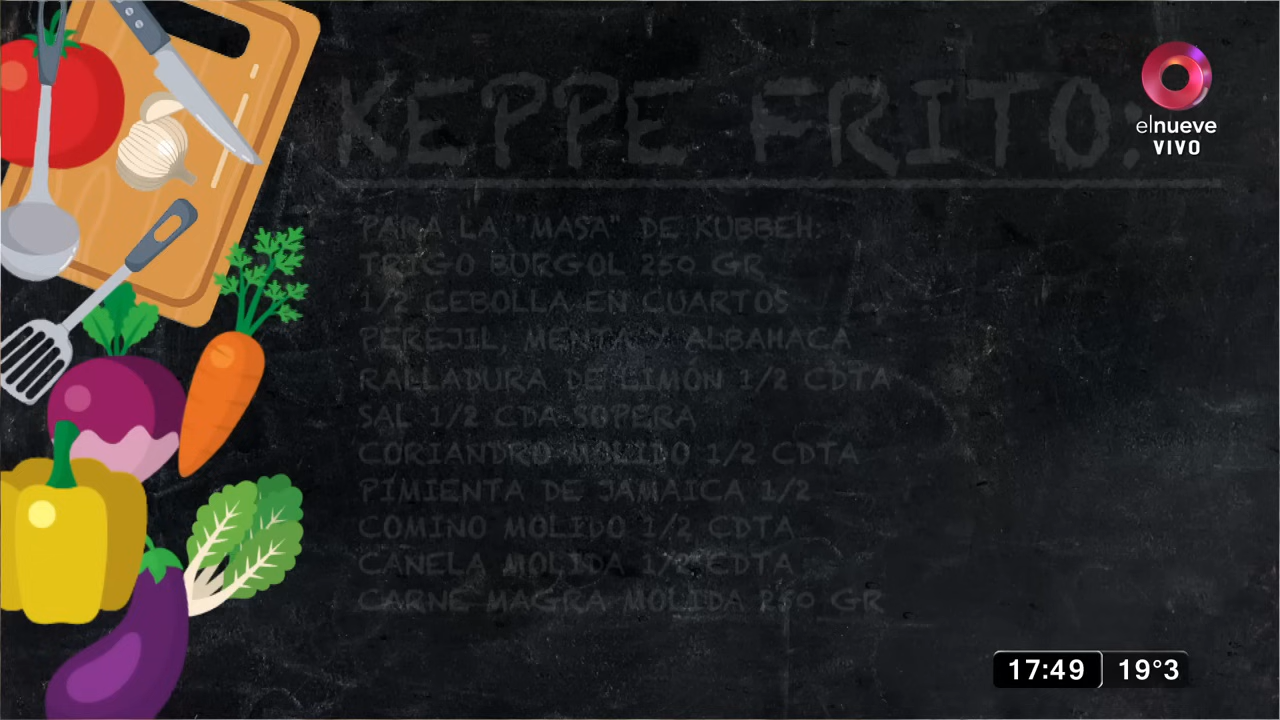 KEPPE FRITO:
elnueve
VIVO
PARA LA "MASA" DE KUBBEH:
TRIGO BURGOL 250 GR
1/2 CEBOLLA EN CUARTOS
PEREJIL, MENTA Y ALBAHACA
RALLADURA DE LIMÓN 1/2 CDTA
SAL 1/2 CDA SOPERA
CORIANDRO MOLIDO 1/2 CDTA
PIMIENTA DE JAMAICA 1/2
COMINO MOLIDO 1/2 CDTA
CANELA MOLIDA 1/2 CDTA
CARNE MAGRA MOLIDA 250 GR
17:49 19°3